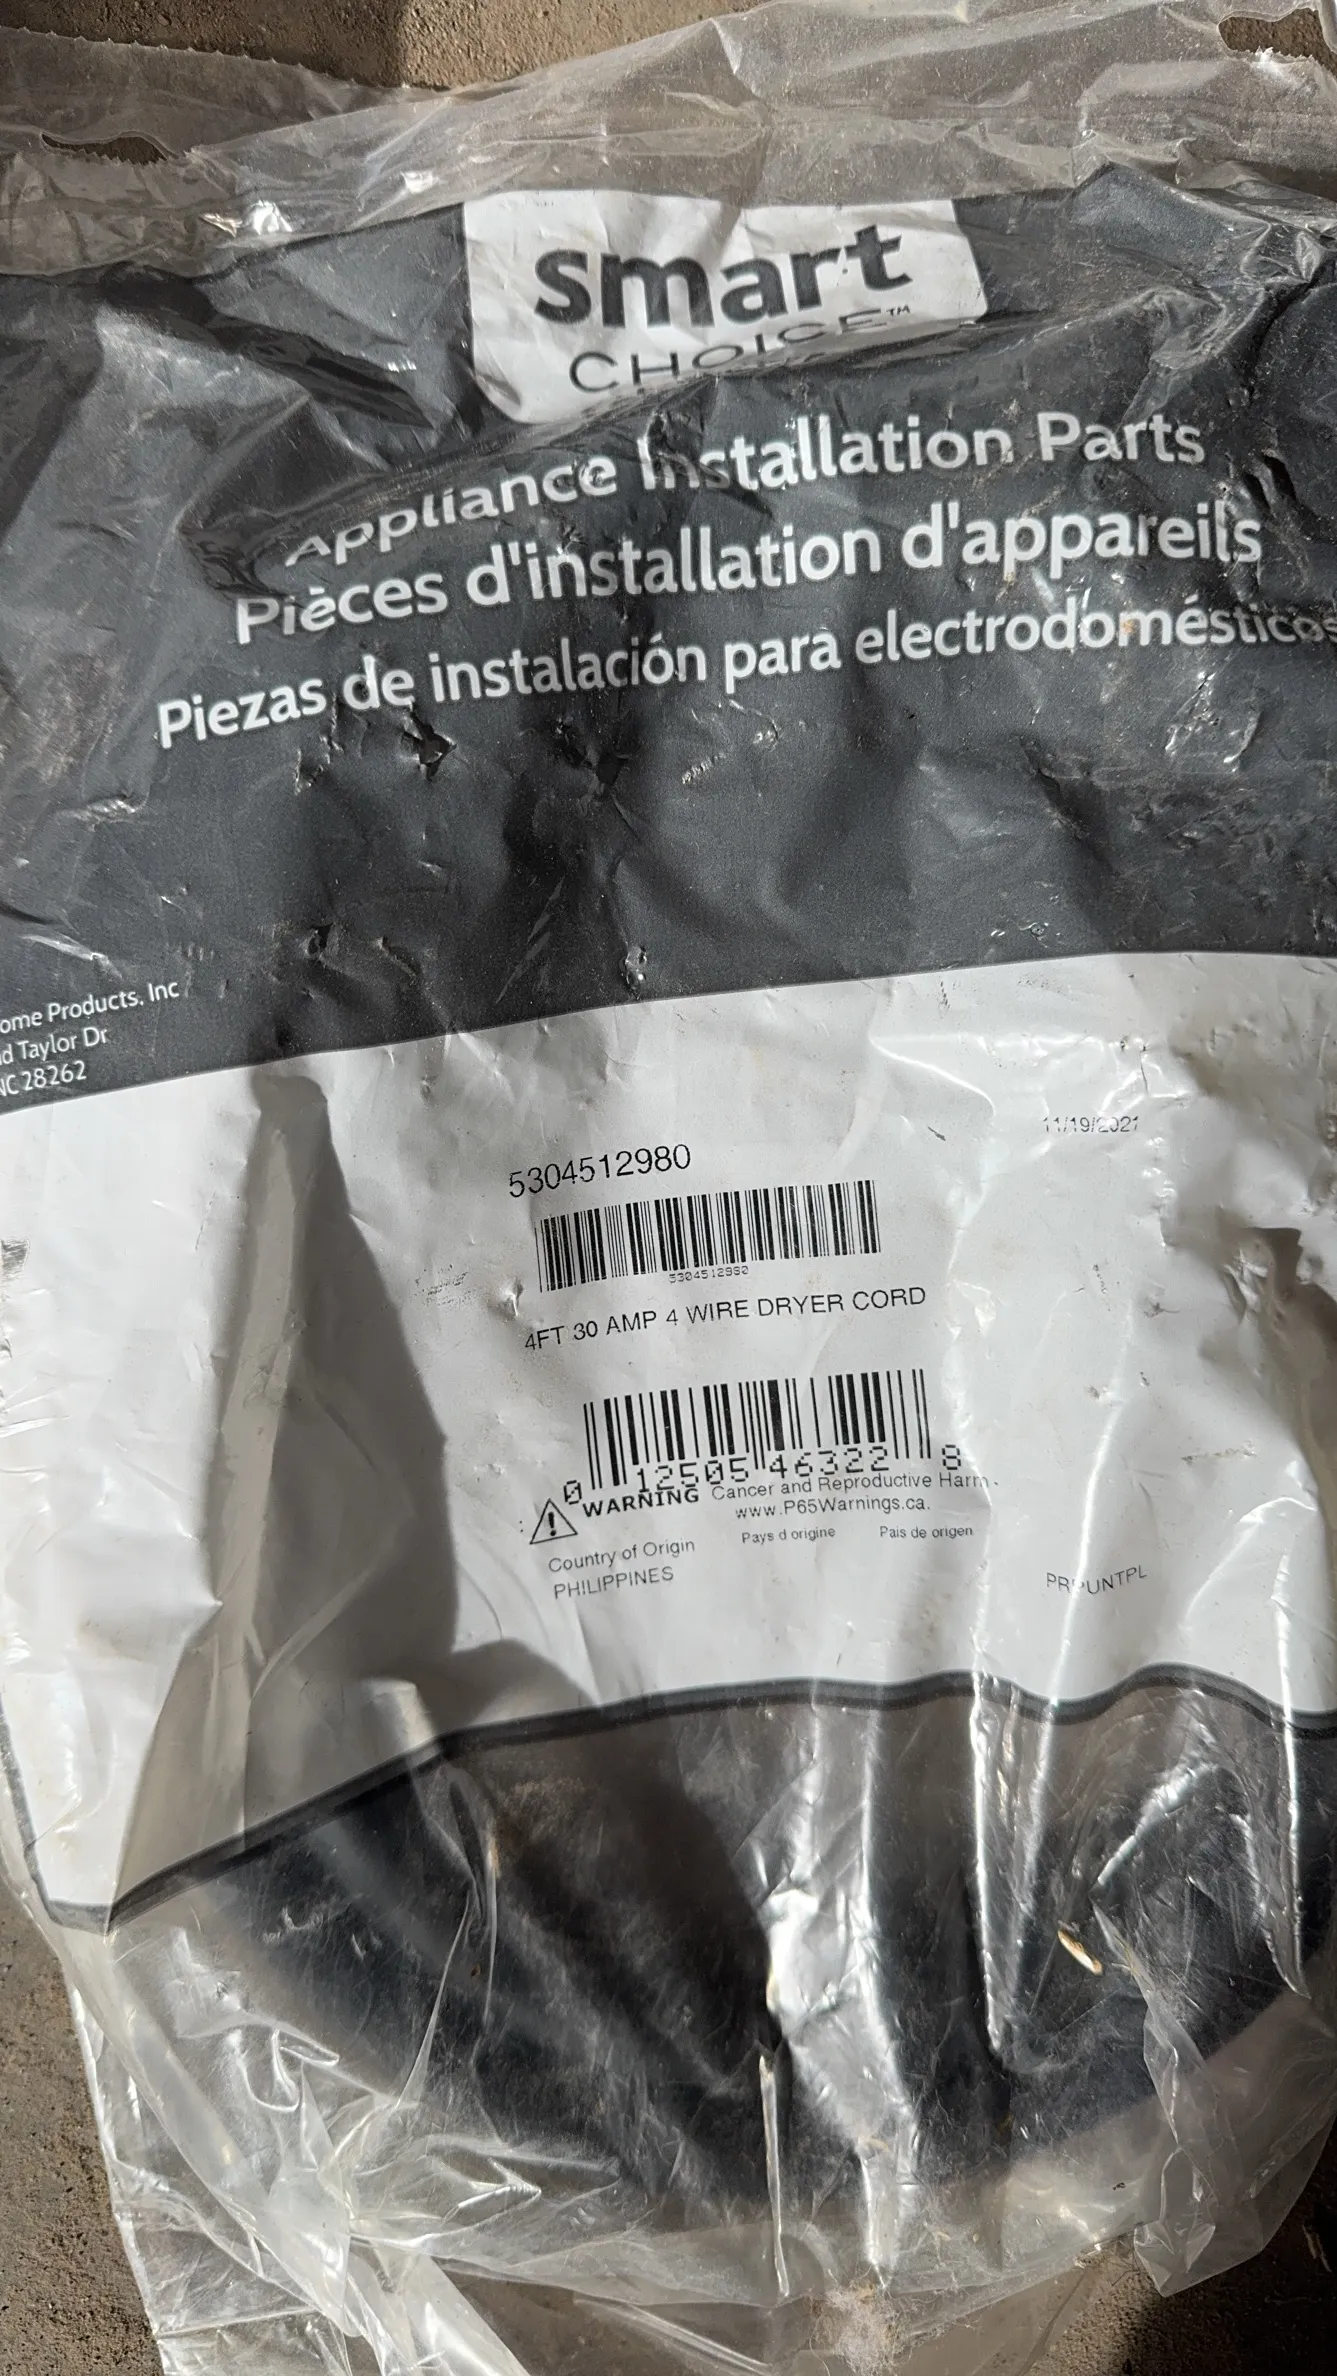 smart
CHOICE™
Appliance Installation Parts
Pièces d'installation d'appareils
Piezas de instalación para electrodomésticos
ome Products, Inc
d Taylor Dr
NC 28262
11/19/2021
5304512980
5304512980
4FT 30 AMP 4 WIRE DRYER CORD
0 12505 46322 8
WARNING Cancer and Reproductive Harm -
www.P65Warnings.ca.
Country of Origin Pays d origine Pais de origen
PHILIPPINES